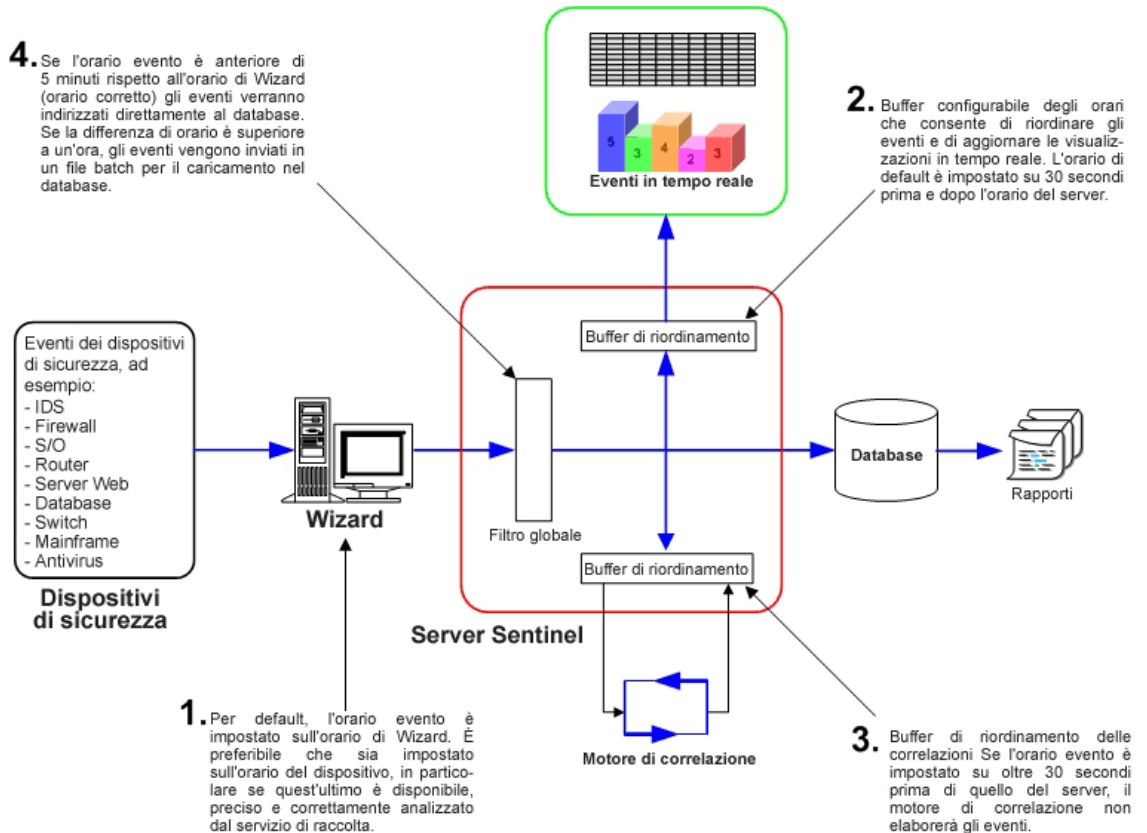 4. Se l'orario evento è anteriore di
5 minuti rispetto all'orario di Wizard
(orario corretto) gli eventi verranno
indirizzati direttamente al database.
Se la differenza di orario è superiore
a un'ora, gli eventi vengono inviati in
un file batch per il caricamento nel
database.
5
3
4
2
3
Eventi in tempo reale
2. Buffer configurabile degli orari
che consente di riordinare gli
eventi e di aggiornare le visualiz-
zazioni in tempo reale. L'orario di
default è impostato su 30 secondi
prima e dopo l'orario del server.
Eventi dei dispositivi
di sicurezza, ad
esempio:
- IDS
- Firewall
- S/O
- Router
- Server Web
- Database
- Switch
- Mainframe
- Antivirus
Dispositivi
di sicurezza
Wizard
Buffer di riordinamento
Filtro globale
Buffer di riordinamento
Server Sentinel
Database
Rapporti
Motore di correlazione
1. Per default, l'orario evento è
impostato sull'orario di Wizard. È
preferibile che sia impostato
sull'orario del dispositivo, in partico-
lare se quest'ultimo è disponibile,
preciso e correttamente analizzato
dal servizio di raccolta.
3. Buffer di riordinamento delle
correlazioni Se l'orario evento è
impostato su oltre 30 secondi
prima di quello del server, il
motore di correlazione non
elaborerà gli eventi.